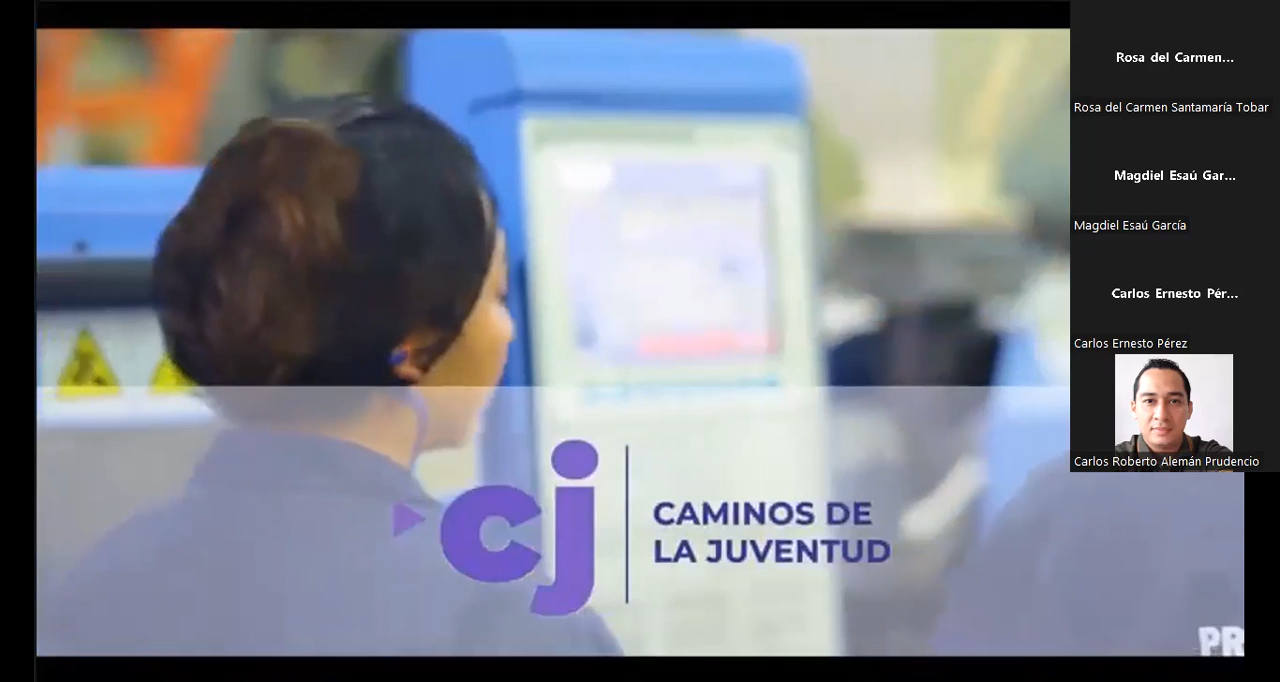 cj
CAMINOS DE
LA JUVENTUD
PR
Rosa del Carmen...
Rosa del Carmen Santamaría Tobar
Magdiel Esaú Gar...
Magdiel Esaú García
Carlos Ernesto Pér...
Carlos Ernesto Pérez
Carlos Roberto Alemán Prudencio